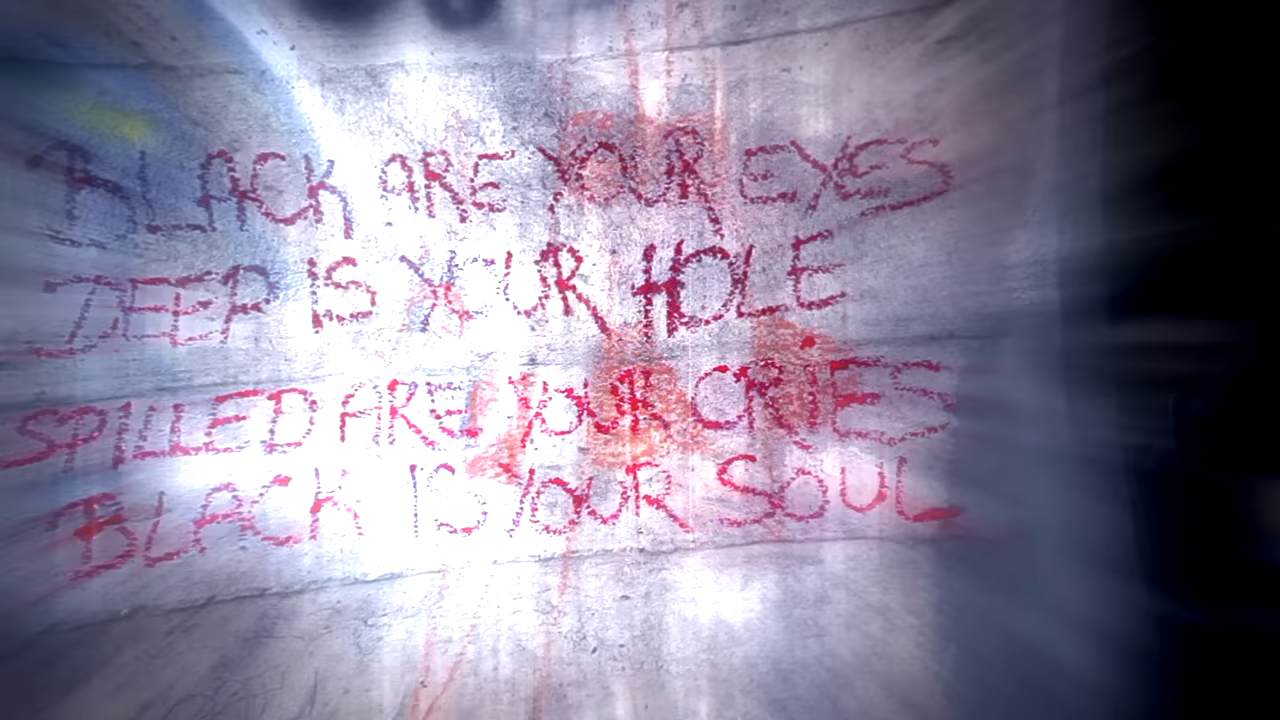 BLACK ARE YOUR EYES
DEEP IS YOUR HOLE
SPILLED ARE YOUR CRIES
BLACK IS YOUR SOUL